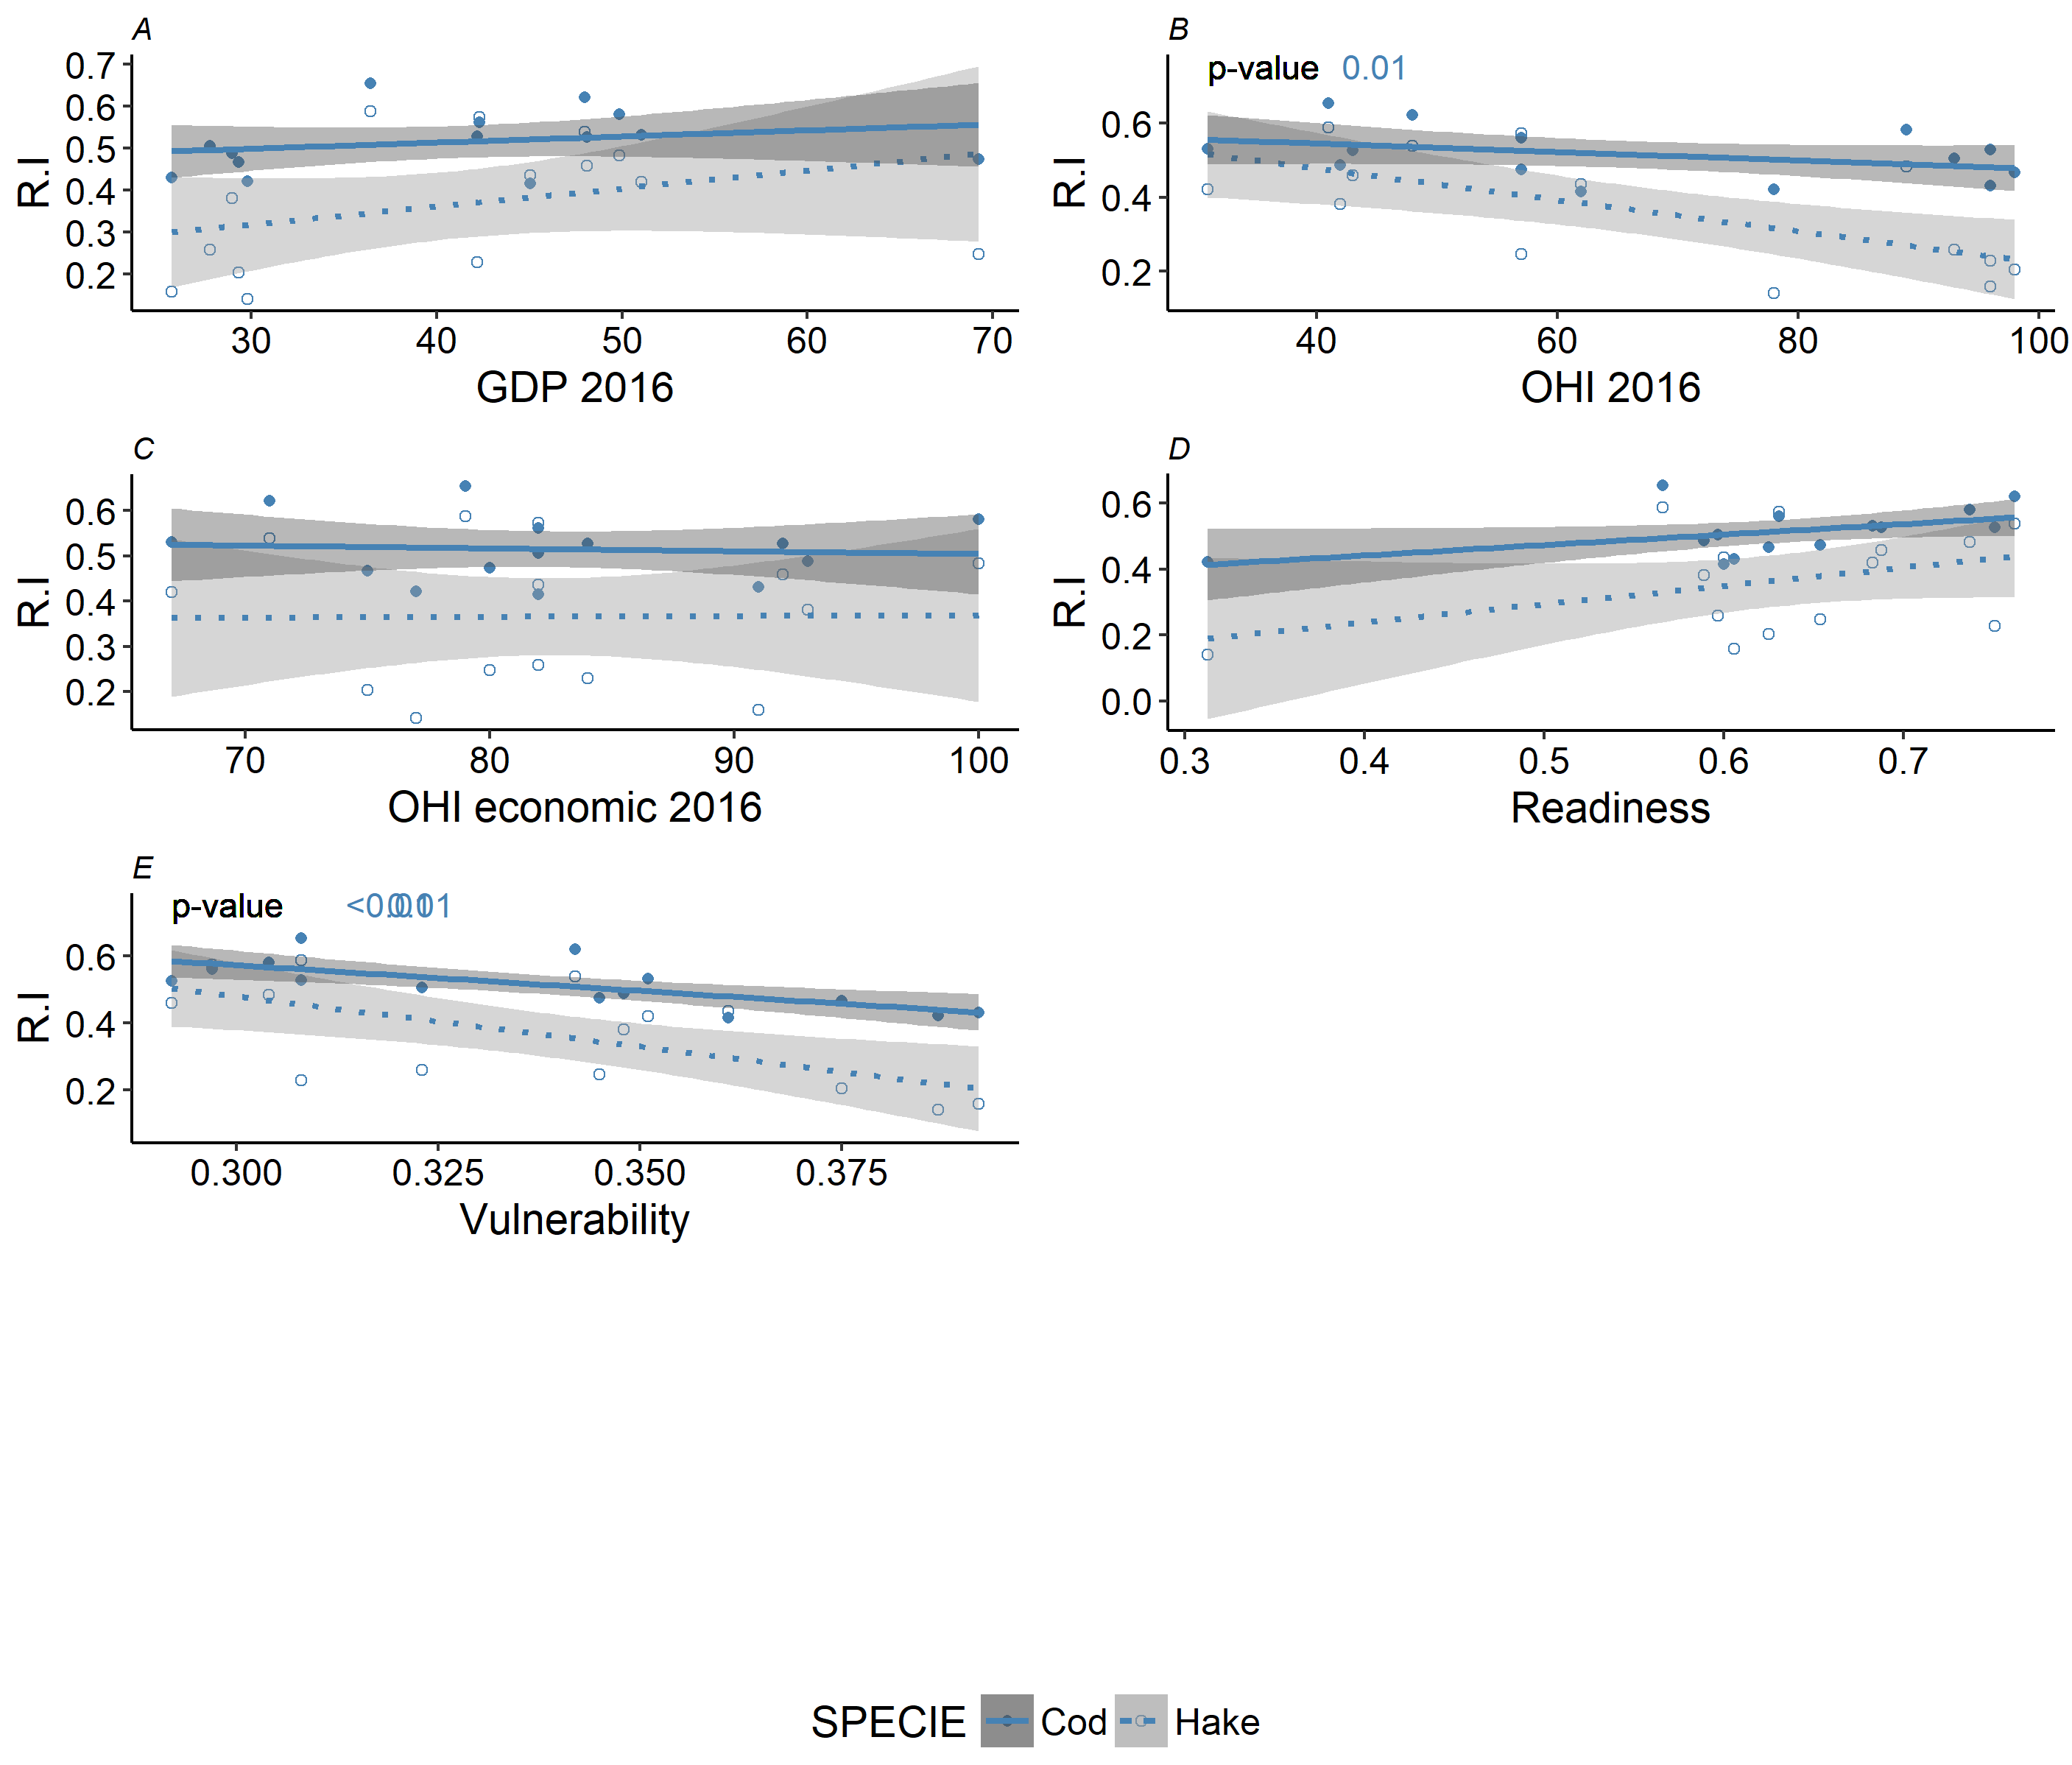 A
0.7
0.6
0.5
0.4
0.3
0.2
R.I
30 40 50 60 70
GDP 2016
B
p-value 0.01
0.6
0.4
0.2
R.I
40 60 80 100
OHI 2016
C
0.6
0.5
0.4
0.3
0.2
R.I
70 80 90 100
OHI economic 2016
D
0.6
0.4
0.2
0.0
R.I
0.3 0.4 0.5 0.6 0.7
Readiness
E
p-value
0.6
0.4
0.2
R.I
0.300 0.325 0.350 0.375
Vulnerability
SPECIE Cod Hake